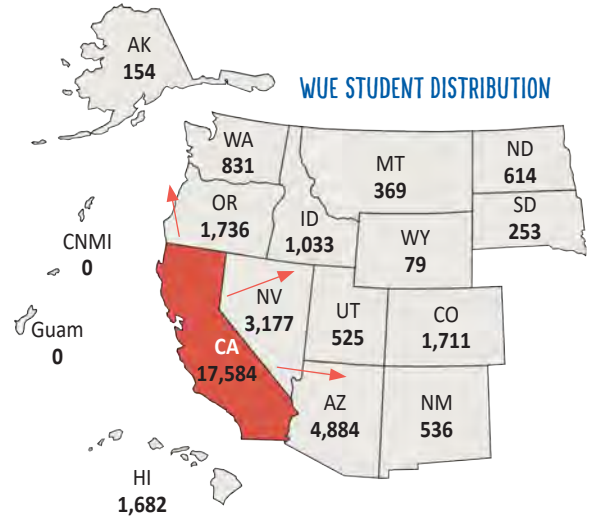 AK
154
WUE STUDENT DISTRIBUTION
WA
831
MT
369
ND
614
OR
1,736
ID
1,033
SD
253
WY
79
CNMI
0
NV
3,177
UT
525
CO
1,711
Guam
0
CA
17,584
AZ
4,884
NM
536
HI
1,682